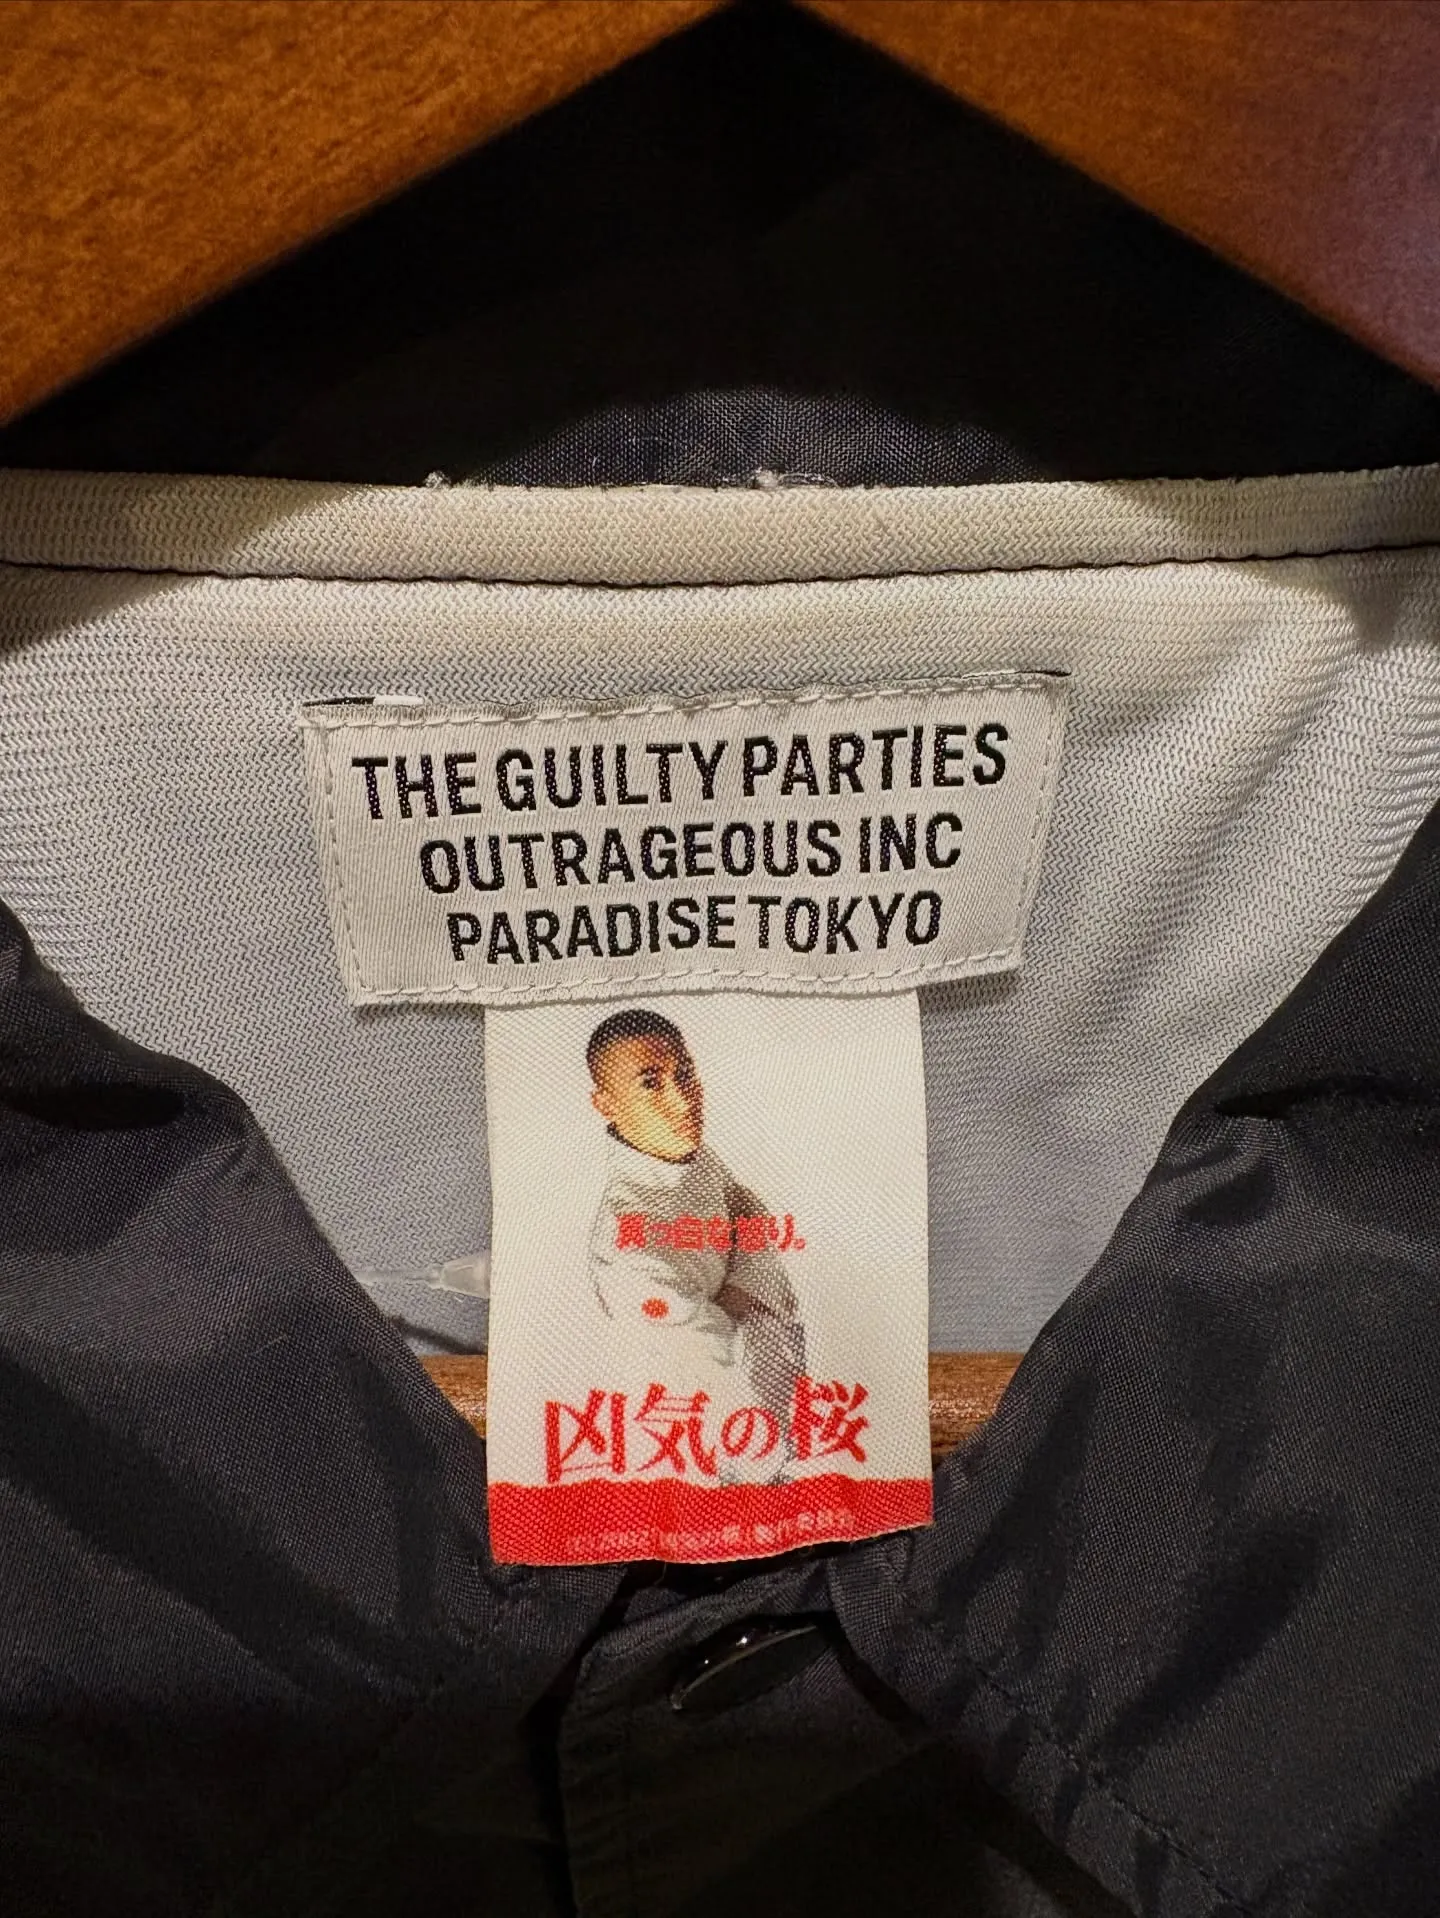 THE GUILTY PARTIES
OUTRAGEOUS INC
PARADISE TOKYO
真っ白な怒り。
凶気の桜